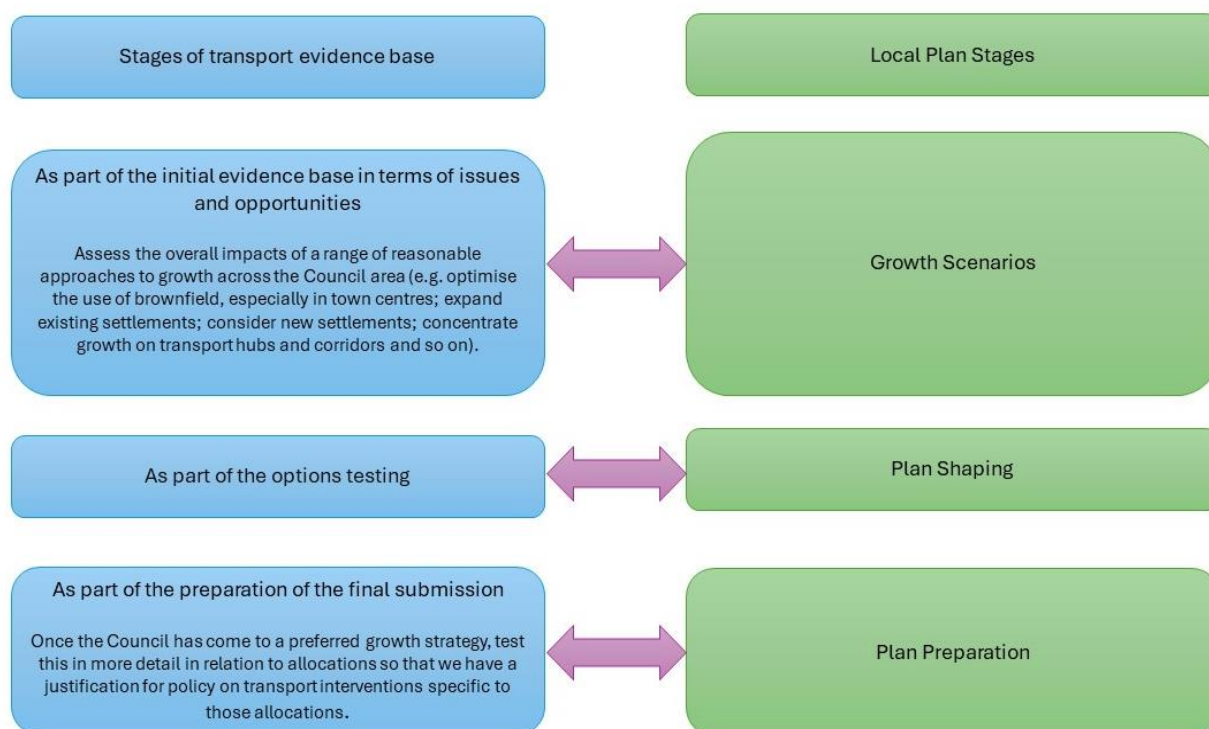 Stages of transport evidence base
Local Plan Stages
As part of the initial evidence base in terms of issues
and opportunities
Assess the overall impacts of a range of reasonable
approaches to growth across the Council area (e.g. optimise
the use of brownfield, especially in town centres; expand
existing settlements; consider new settlements; concentrate
growth on transport hubs and corridors and so on).
Growth Scenarios
As part of the options testing
Plan Shaping
As part of the preparation of the final submission
Once the Council has come to a preferred growth strategy, test
this in more detail in relation to allocations so that we have a
justification for policy on transport interventions specific to
those allocations.
Plan Preparation